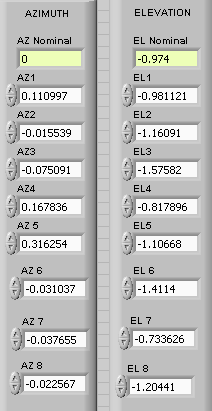 AZIMUTH
AZ Nominal
0
AZ1
0.110997
AZ2
-0.015539
AZ3
-0.075091
AZ4
0.167836
AZ 5
0.316254
AZ 6
-0.031037
AZ 7
-0.037655
AZ 8
-0.022567
ELEVATION
EL Nominal
-0.974
EL1
-0.981121
EL2
-1.16091
EL3
-1.57582
EL4
-0.817896
EL5
-1.10668
EL 6
-1.4114
EL 7
-0.733626
EL 8
-1.20441